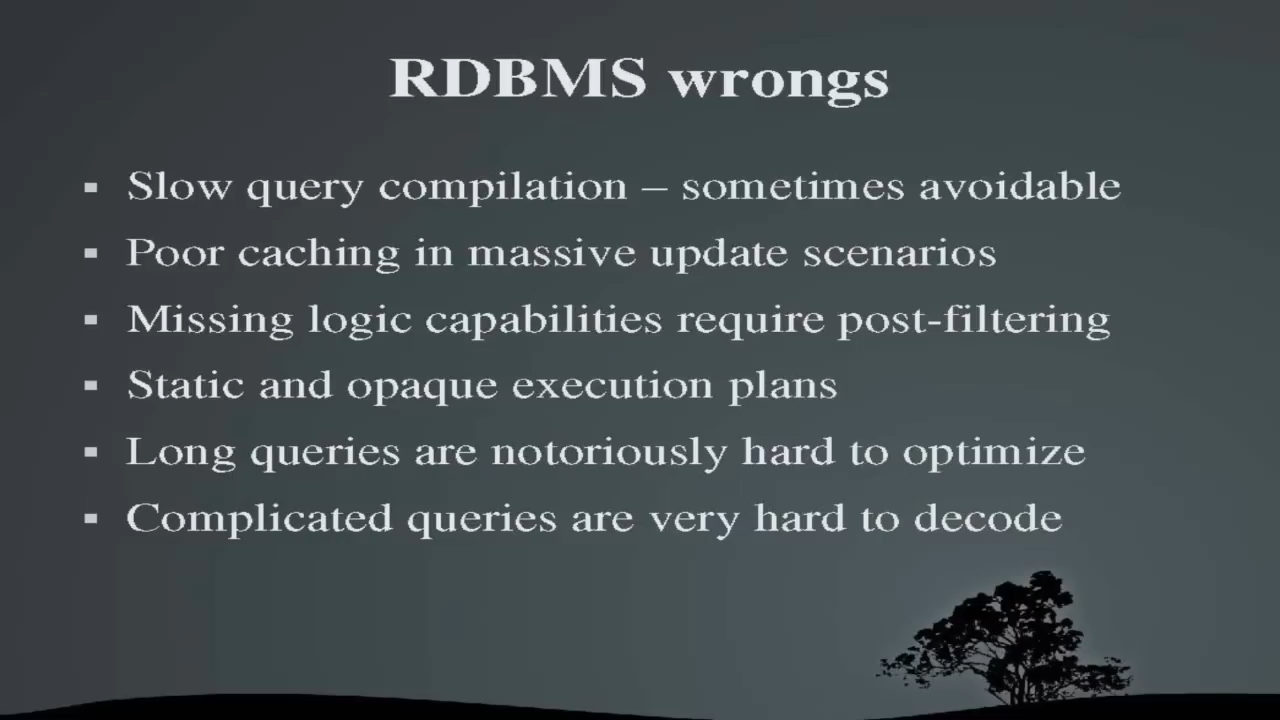 RDBMS wrongs
▪ Slow query compilation – sometimes avoidable
▪ Poor caching in massive update scenarios
▪ Missing logic capabilities require post-filtering
▪ Static and opaque execution plans
▪ Long queries are notoriously hard to optimize
▪ Complicated queries are very hard to decode